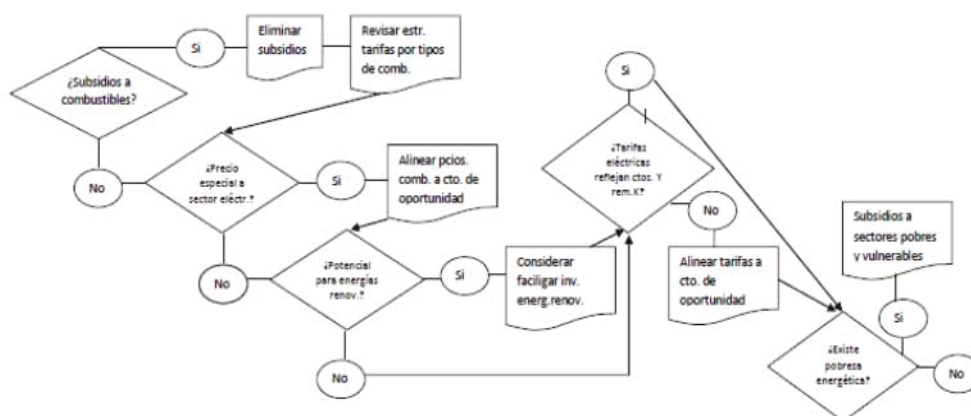 Si
Eliminar
subsidios
Revisar estr.
tarifas por tipos
de comb.
¿Subsidios a
combustibles?
No
¿Precio
especial a
sector eléctr.?
Si
Alinear pcios.
comb. a cto. de
oportunidad
No
¿Potencial
para energías
renov.?
Si
Considerar
faciligar inv.
energ.renov.
No
Si
¿Tarifas
eléctricas
reflejan ctos. Y
rem.K?
No
Alinear tarifas a
cto. de
oportunidad
Subsidios a
sectores pobres
y vulnerables
Si
¿Existe
pobreza
energética?
No